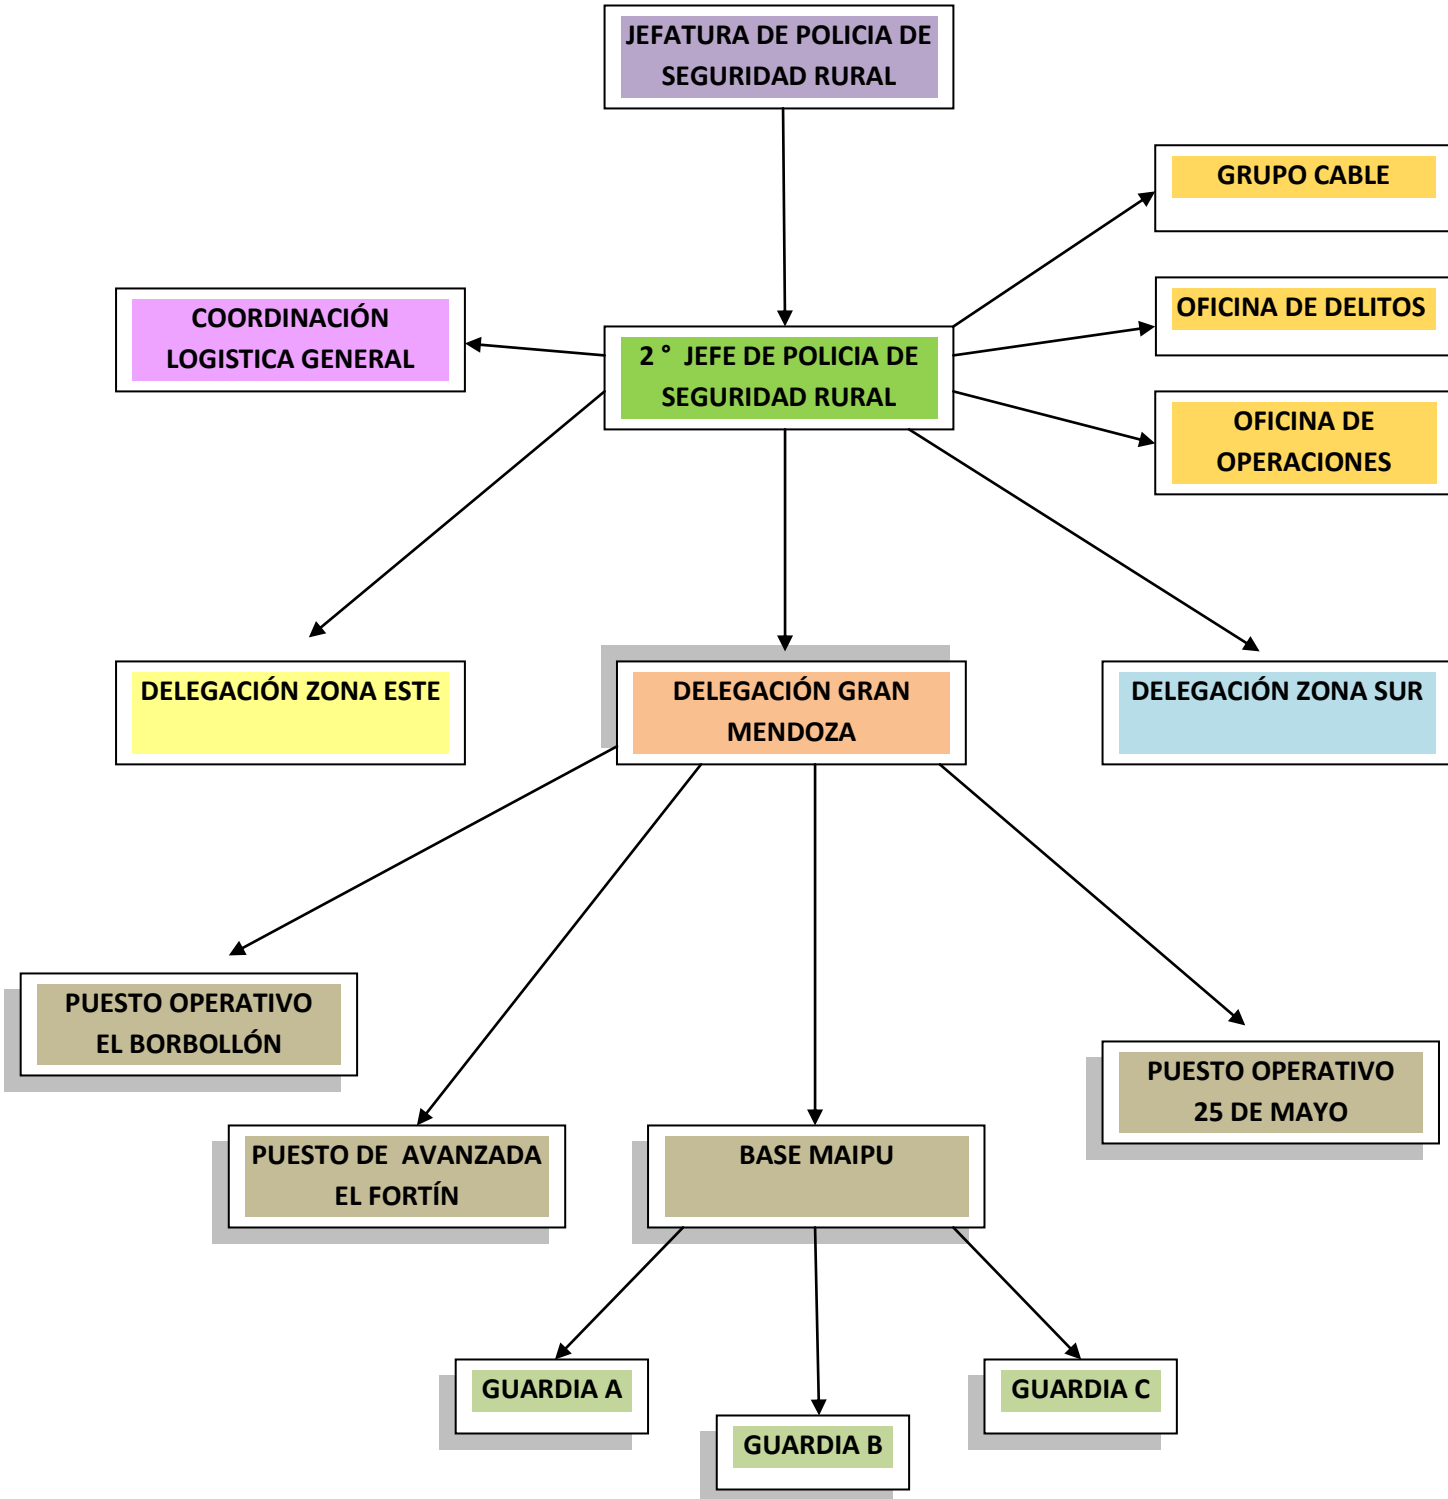 JEFATURA DE POLICIA DE
SEGURIDAD RURAL
GRUPO CABLE
OFICINA DE DELITOS
COORDINACIÓN
LOGISTICA GENERAL
2 ° JEFE DE POLICIA DE
SEGURIDAD RURAL
OFICINA DE
OPERACIONES
DELEGACIÓN ZONA ESTE
DELEGACIÓN GRAN
MENDOZA
DELEGACIÓN ZONA SUR
PUESTO OPERATIVO
EL BORBOLLÓN
PUESTO OPERATIVO
25 DE MAYO
PUESTO DE AVANZADA
EL FORTÍN
BASE MAIPU
GUARDIA A
GUARDIA B
GUARDIA C